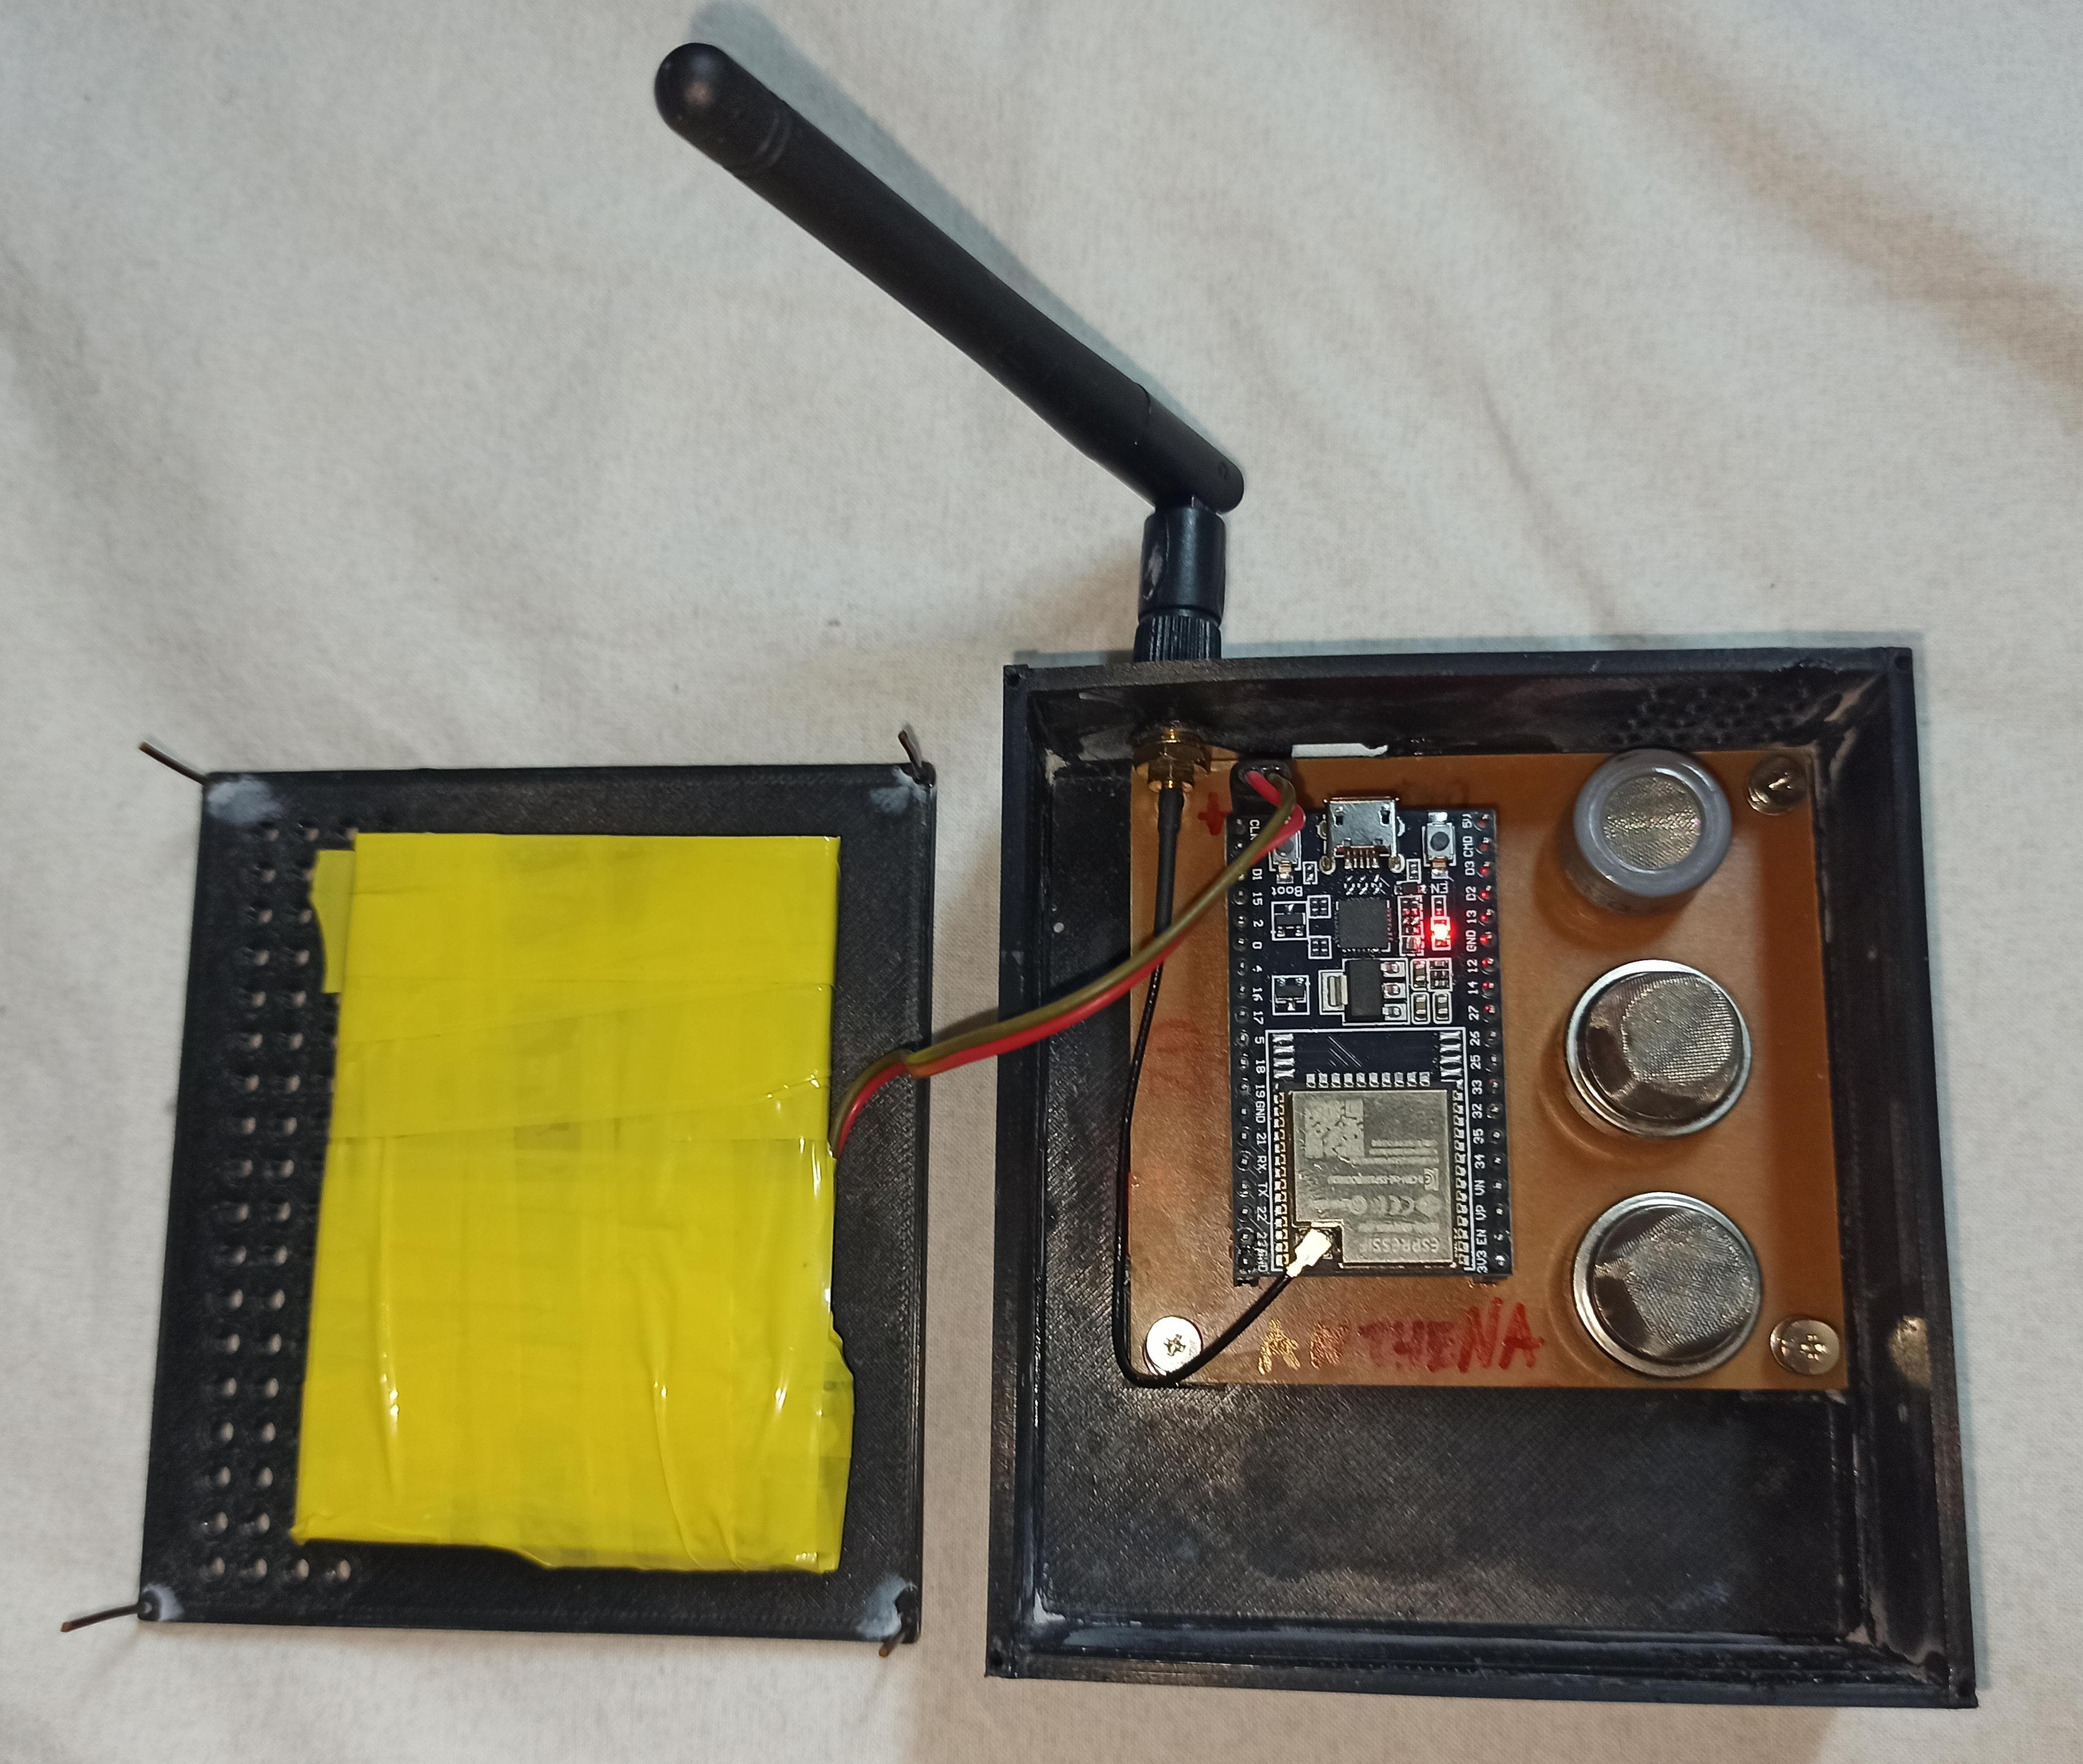 +
CL
D1
15
2
0
4
16
17
5
18
19
GND
21
RX
TX
22
23
Boot
EN
5V
CMD
D3
D2
13
GND
12
14
27
26
25
33
32
35
34
VN
VP
EN
3V3
ESPRESSIF
CE
ANTHENA